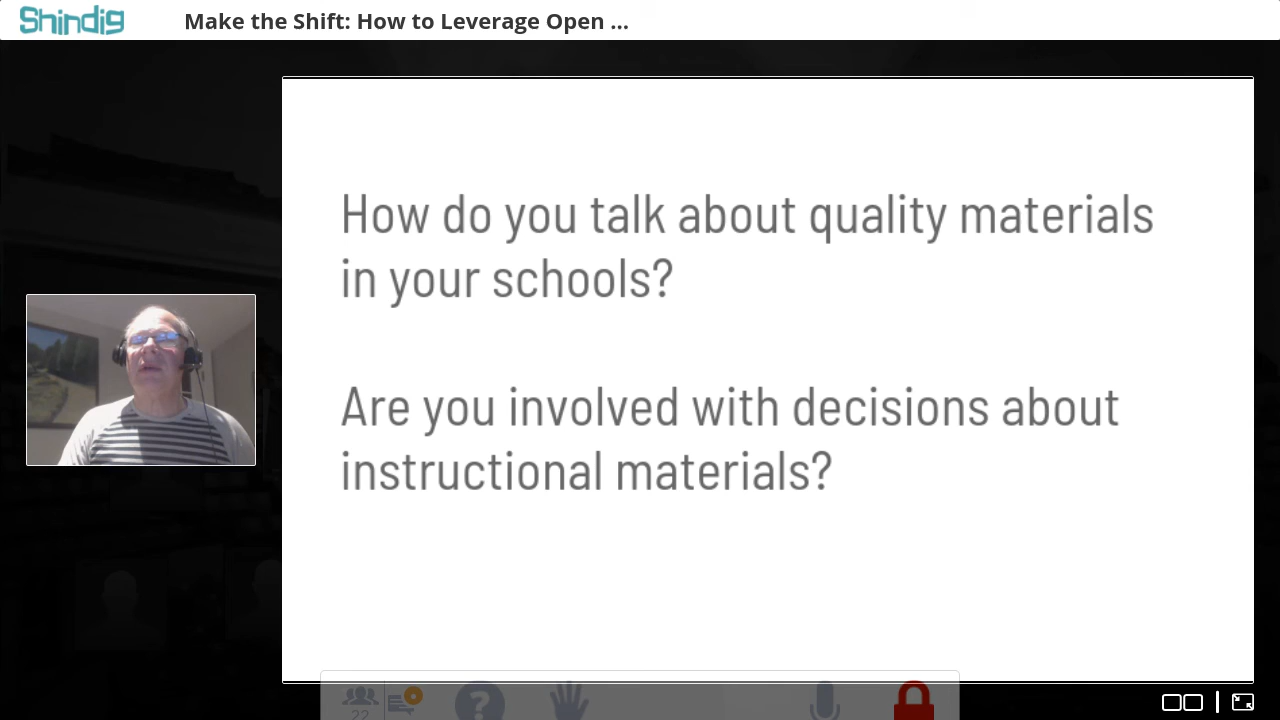 Shindig
Make the Shift: How to Leverage Open ...
How do you talk about quality materials
in your schools?
Are you involved with decisions about
instructional materials?
22